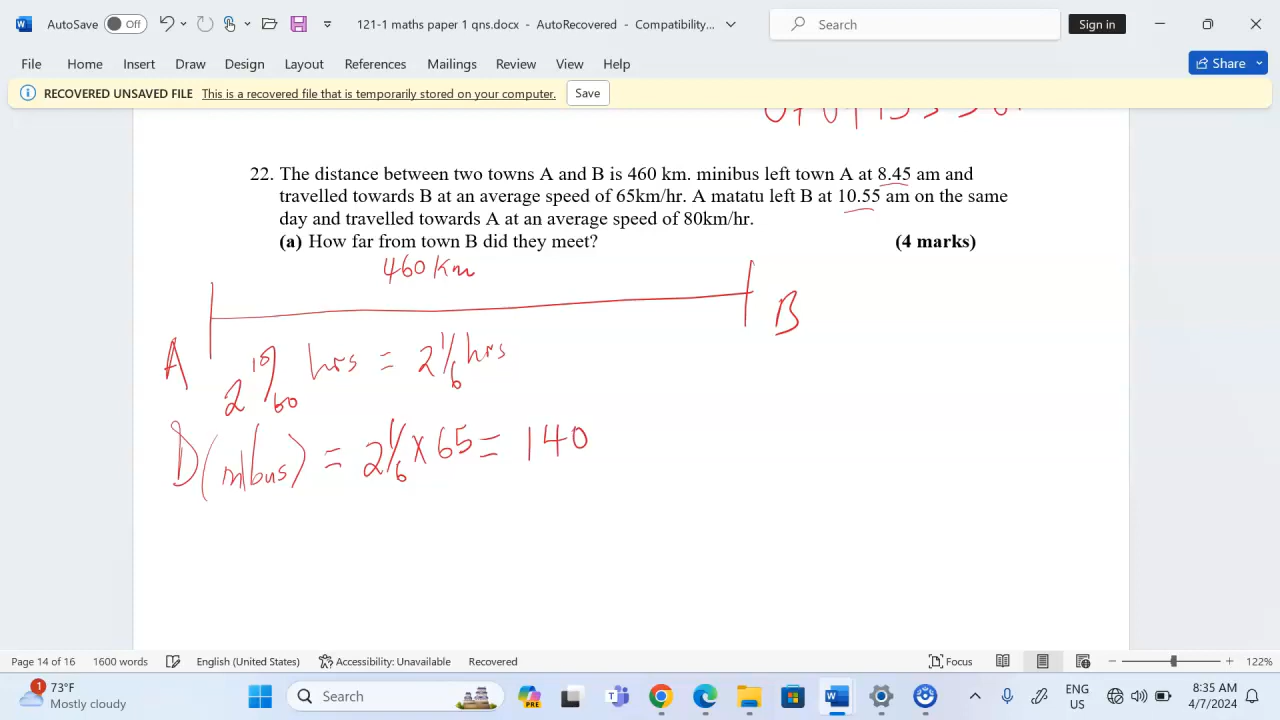 AutoSave Off 121-1 maths paper 1 qns.docx - AutoRecovered - Compatibility... Search Sign in
File Home Insert Draw Design Layout References Mailings Review View Help Share
RECOVERED UNSAVED FILE This is a recovered file that is temporarily stored on your computer. Save
22. The distance between two towns A and B is 460 km. minibus left town A at 8.45 am and
travelled towards B at an average speed of 65km/hr. A matatu left B at 10.55 am on the same
day and travelled towards A at an average speed of 80km/hr.
(a) How far from town B did they meet? (4 marks)
460 Km
A B
2 10/60 hrs = 2 1/6 hrs
D(mbus) = 2 1/6 × 65 = 140
Page 14 of 16 1600 words English (United States) Accessibility: Unavailable Recovered Focus 122%
1 73°F Search PRE ENG 8:35 AM
Mostly cloudy US 4/7/2024